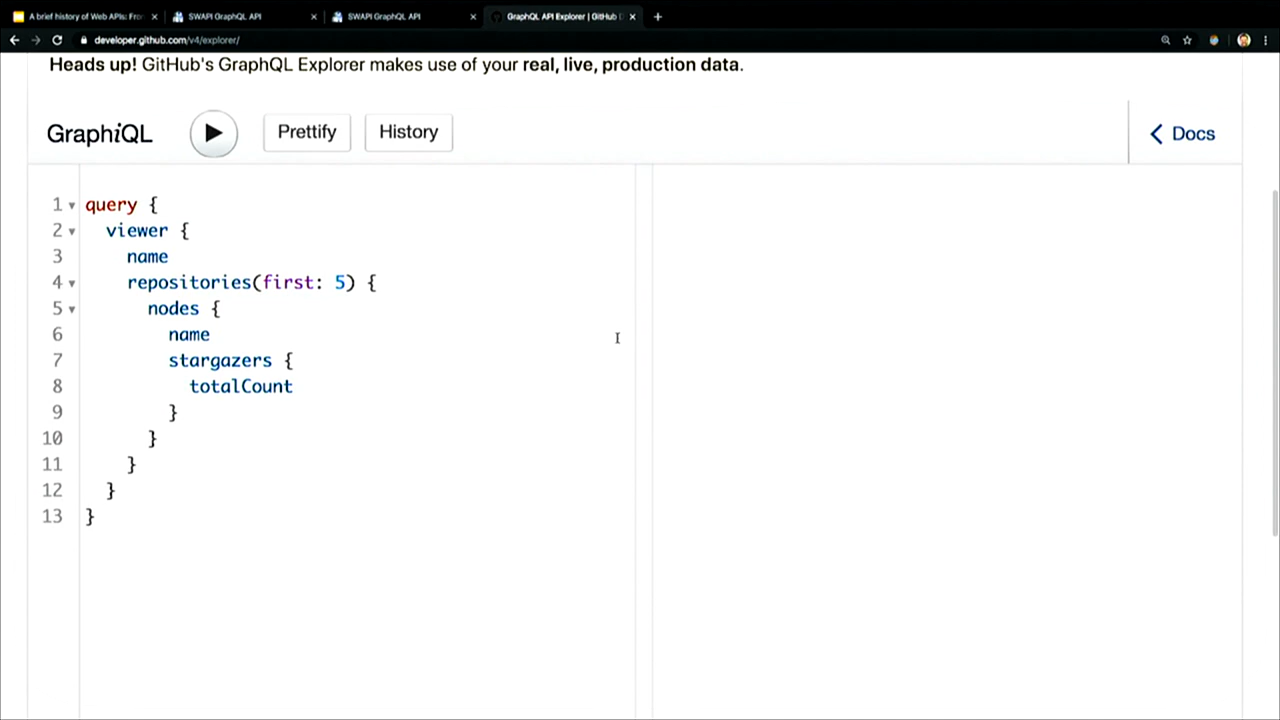 A brief history of Web APIs: Fro
SWAPI GraphQL API
SWAPI GraphQL API
GraphQL API Explorer | GitHub D
developer.github.com/v4/explorer/
Heads up! GitHub's GraphQL Explorer makes use of your real, live, production data.
GraphiQL
Prettify
History
Docs
1 query {
2 viewer {
3 name
4 repositories(first: 5) {
5 nodes {
6 name
7 stargazers {
8 totalCount
9 }
10 }
11 }
12 }
13 }